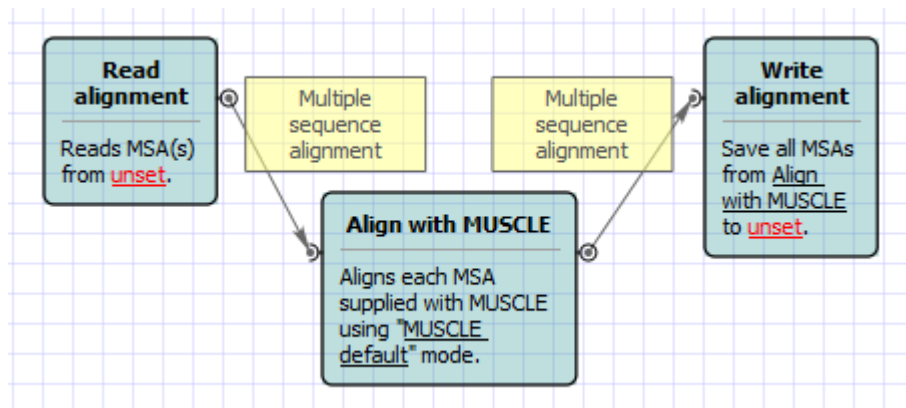 Read
alignment
Reads MSA(s)
from unset.
Multiple
sequence
alignment
Align with MUSCLE
Aligns each MSA
supplied with MUSCLE
using "MUSCLE
default" mode.
Multiple
sequence
alignment
Write
alignment
Save all MSAs
from Align
with MUSCLE
to unset.